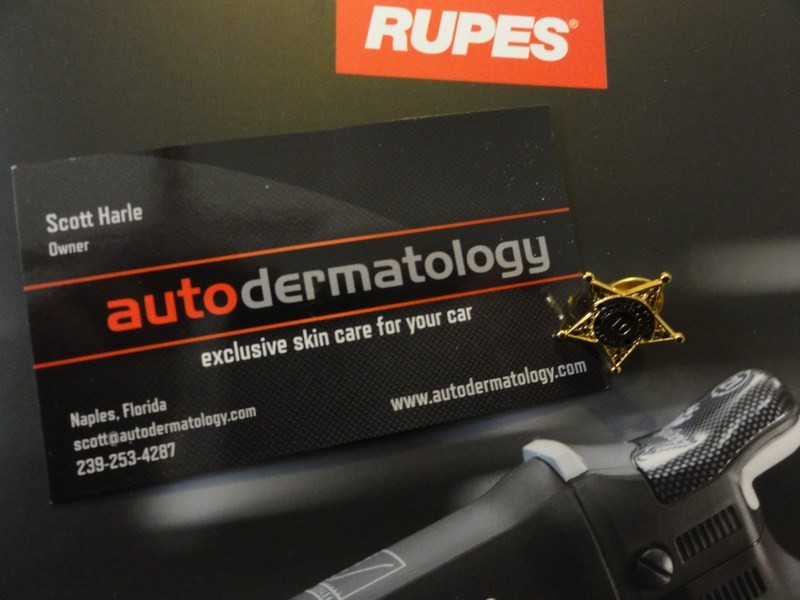 RUPES®
Scott Harle
Owner
autodermatology
exclusive skin care for your car
www.autodermatology.com
Naples, Florida
scott@autodermatology.com
239-253-4287
10